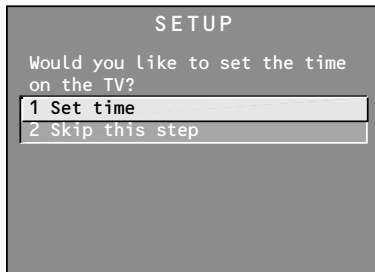 SETUP
Would you like to set the time
on the TV?
1 Set time
2 Skip this step